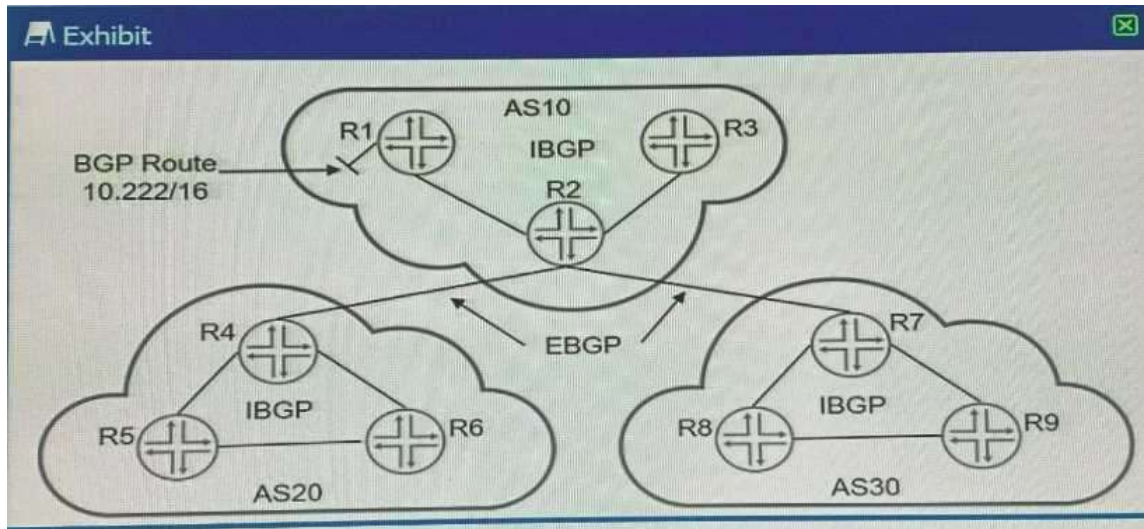 Exhibit
AS10
R1
R3
IBGP
BGP Route
10.222/16
R2
R4
R7
EBGP
IBGP
IBGP
R5
R6
R8
R9
AS20
AS30